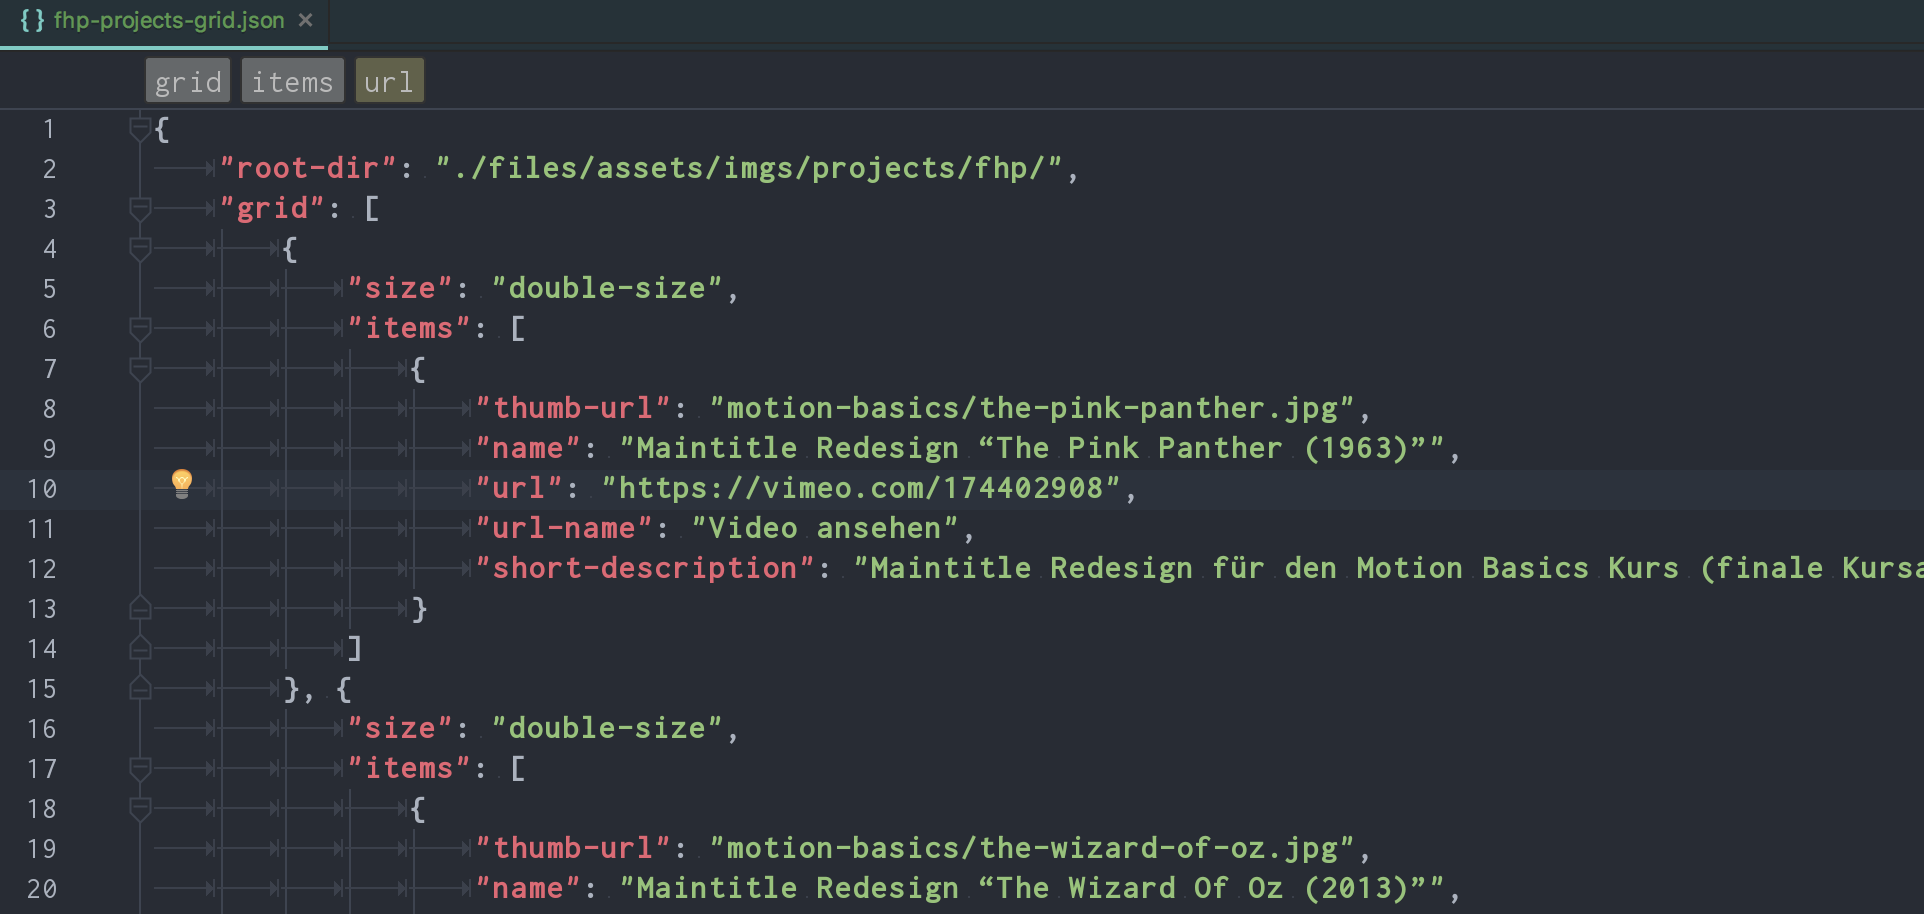 {} fhp-projects-grid.json ×
grid items url
1 {
2 "root-dir": "./files/assets/imgs/projects/fhp/",
3 "grid": [
4 {
5 "size": "double-size",
6 "items": [
7 {
8 "thumb-url": "motion-basics/the-pink-panther.jpg",
9 "name": "Maintitle Redesign “The Pink Panther (1963)”",
10 "url": "https://vimeo.com/174402908",
11 "url-name": "Video ansehen",
12 "short-description": "Maintitle Redesign für den Motion Basics Kurs (finale Kursa
13 }
14 ]
15 }, {
16 "size": "double-size",
17 "items": [
18 {
19 "thumb-url": "motion-basics/the-wizard-of-oz.jpg",
20 "name": "Maintitle Redesign “The Wizard Of Oz (2013)”",